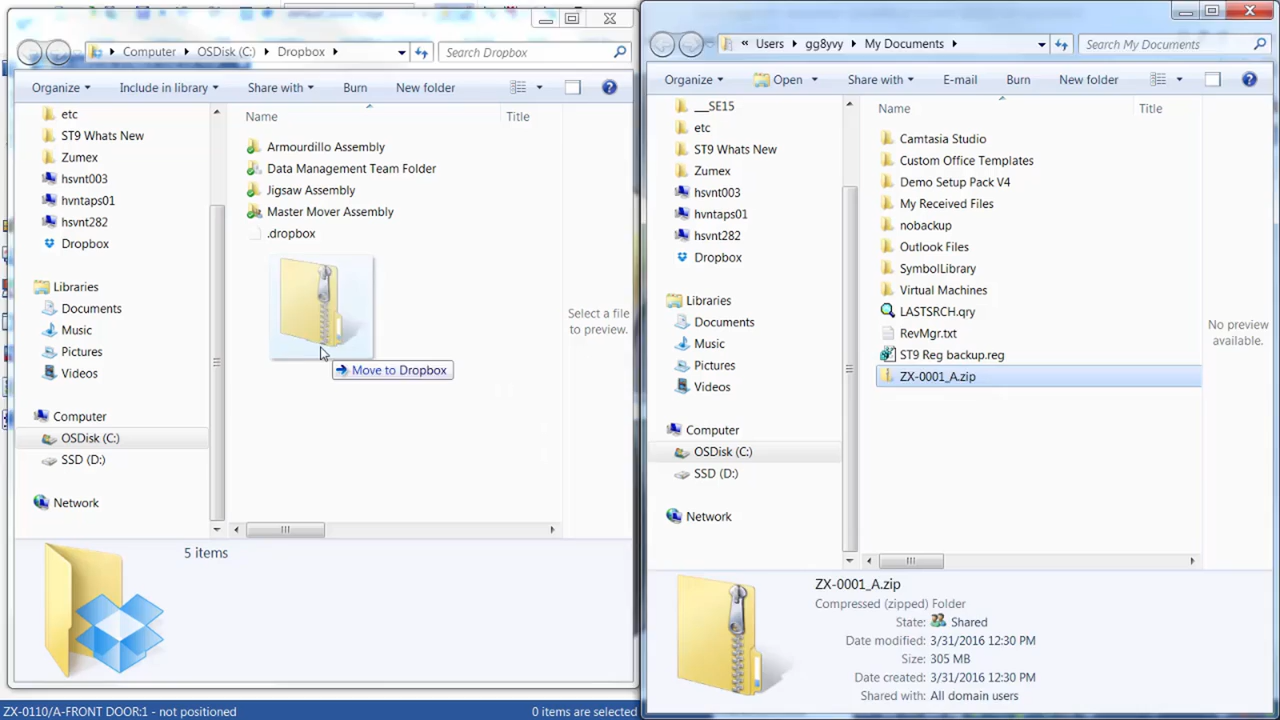 Computer OSDisk (C:) Dropbox
Search Dropbox
Organize Include in library Share with Burn New folder
Name Title
etc
ST9 Whats New
Zumex
hsvnt003
hvntaps01
hsvnt282
Dropbox
Libraries
Documents
Music
Pictures
Videos
Computer
OSDisk (C:)
SSD (D:)
Network
Armourdillo Assembly
Data Management Team Folder
Jigsaw Assembly
Master Mover Assembly
.dropbox
Move to Dropbox
Select a file
to preview.
5 items
ZX-0110/A-FRONT DOOR:1 - not positioned
0 items are selected
« Users gg8yvy My Documents
Search My Documents
Organize Open Share with E-mail Burn New folder
Name Title
__SE15
etc
ST9 Whats New
Zumex
hsvnt003
hvntaps01
hsvnt282
Dropbox
Libraries
Documents
Music
Pictures
Videos
Computer
OSDisk (C:)
SSD (D:)
Network
Camtasia Studio
Custom Office Templates
Demo Setup Pack V4
My Received Files
nobackup
Outlook Files
SymbolLibrary
Virtual Machines
LASTSRCH.qry
RevMgr.txt
ST9 Reg backup.reg
ZX-0001_A.zip
No preview
available.
ZX-0001_A.zip
Compressed (zipped) Folder
State: Shared
Date modified: 3/31/2016 12:30 PM
Size: 305 MB
Date created: 3/31/2016 12:30 PM
Shared with: All domain users